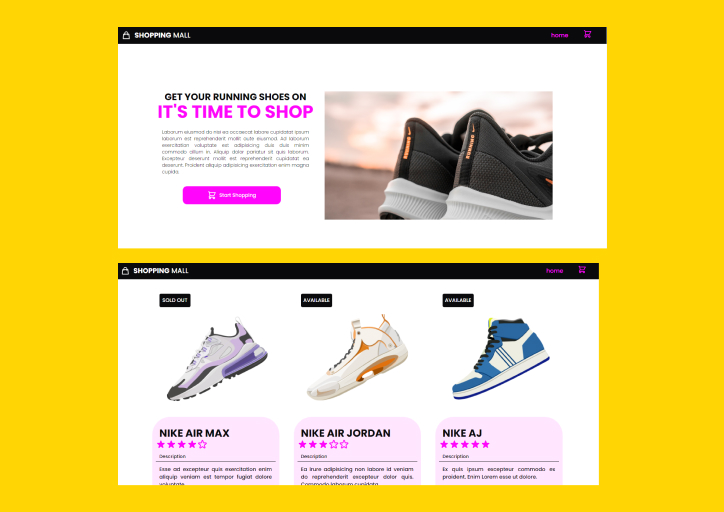 SHOPPING MALL
home
GET YOUR RUNNING SHOES ON
IT'S TIME TO SHOP
Laborum eiusmod do nisi ea occaecat labore cupidatat ipsum
laborum est reprehenderit mollit aute eiusmod. Ad laborum
exercitation voluptate est adipisicing duis duis minim
commodo cillum in. Aliquip dolor pariatur sit quis laborum.
Excepteur deserunt mollit est reprehenderit cupidatat ea
deserunt. Proident aliquip adipisicing exercitation enim magna
cupida
Start Shopping
SHOPPING MALL
home
SOLD OUT
AVAILABLE
AVAILABLE
NIKE AIR MAX
Description
Esse ad excepteur quis exercitation enim
aliquip veniam est tempor fugiat dolore
voluptate
NIKE AIR JORDAN
Description
Ea irure adipisicing non labore id veniam
do reprehenderit excepteur dolor quis.
Commodo laborum cupidatat
NIKE AJ
Description
Ex quis ipsum excepteur commodo ex
proident. Enim Lorem esse ut dolore.